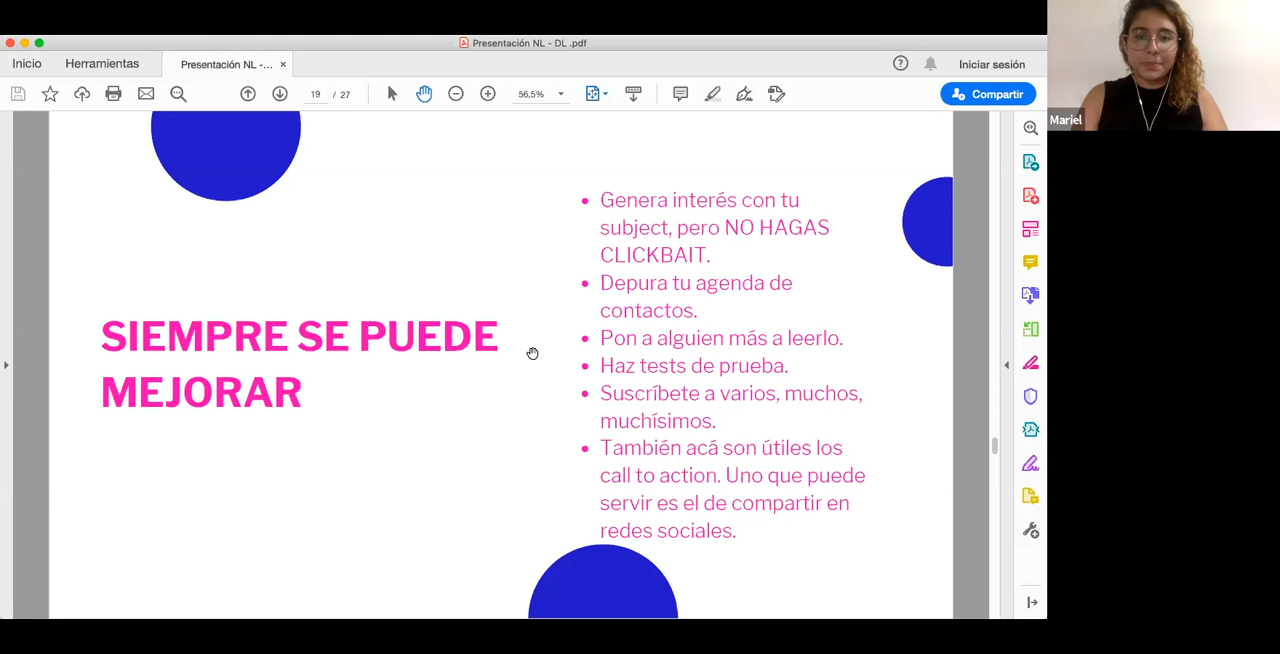 Presentación NL - DL .pdf
Inicio
Herramientas
Presentación NL -...
Iniciar sesión
19 / 27
56,5%
Compartir
Mariel
SIEMPRE SE PUEDE
MEJORAR
• Genera interés con tu
subject, pero NO HAGAS
CLICKBAIT.
• Depura tu agenda de
contactos.
• Pon a alguien más a leerlo.
• Haz tests de prueba.
• Suscríbete a varios, muchos,
muchísimos.
• También acá son útiles los
call to action. Uno que puede
servir es el de compartir en
redes sociales.